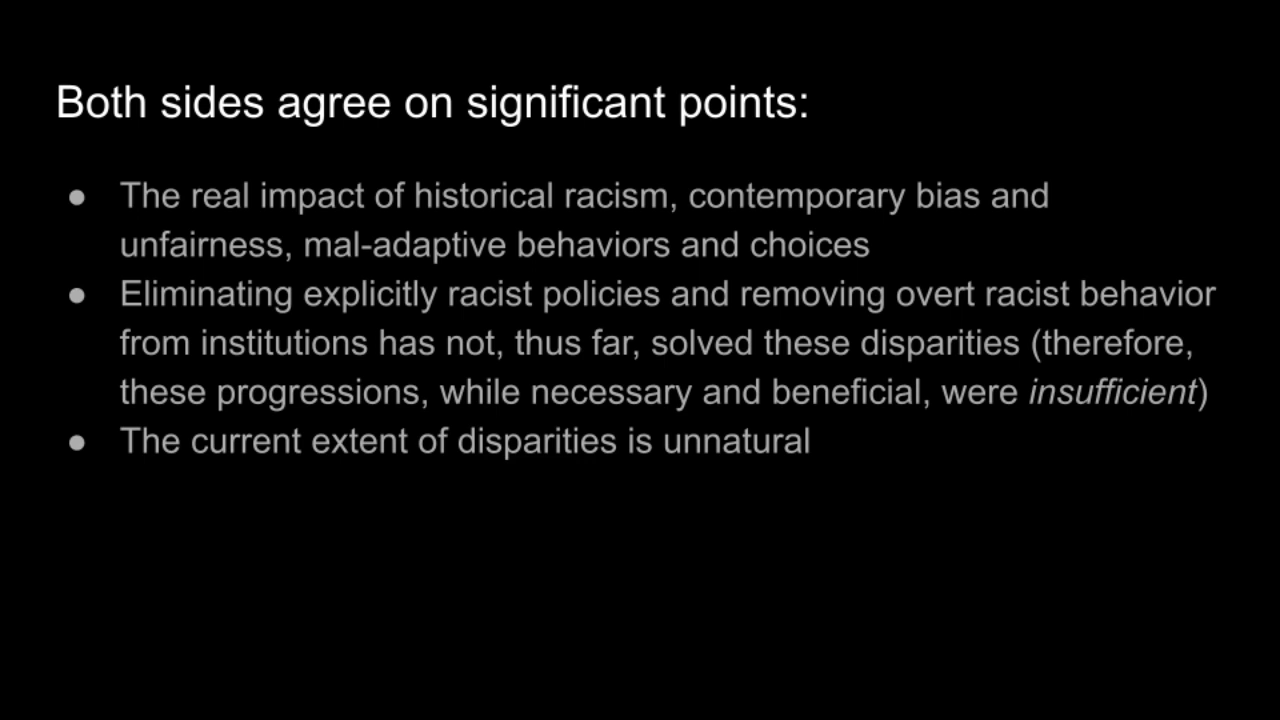 Both sides agree on significant points:
● The real impact of historical racism, contemporary bias and
unfairness, mal-adaptive behaviors and choices
● Eliminating explicitly racist policies and removing overt racist behavior
from institutions has not, thus far, solved these disparities (therefore,
these progressions, while necessary and beneficial, were insufficient)
● The current extent of disparities is unnatural